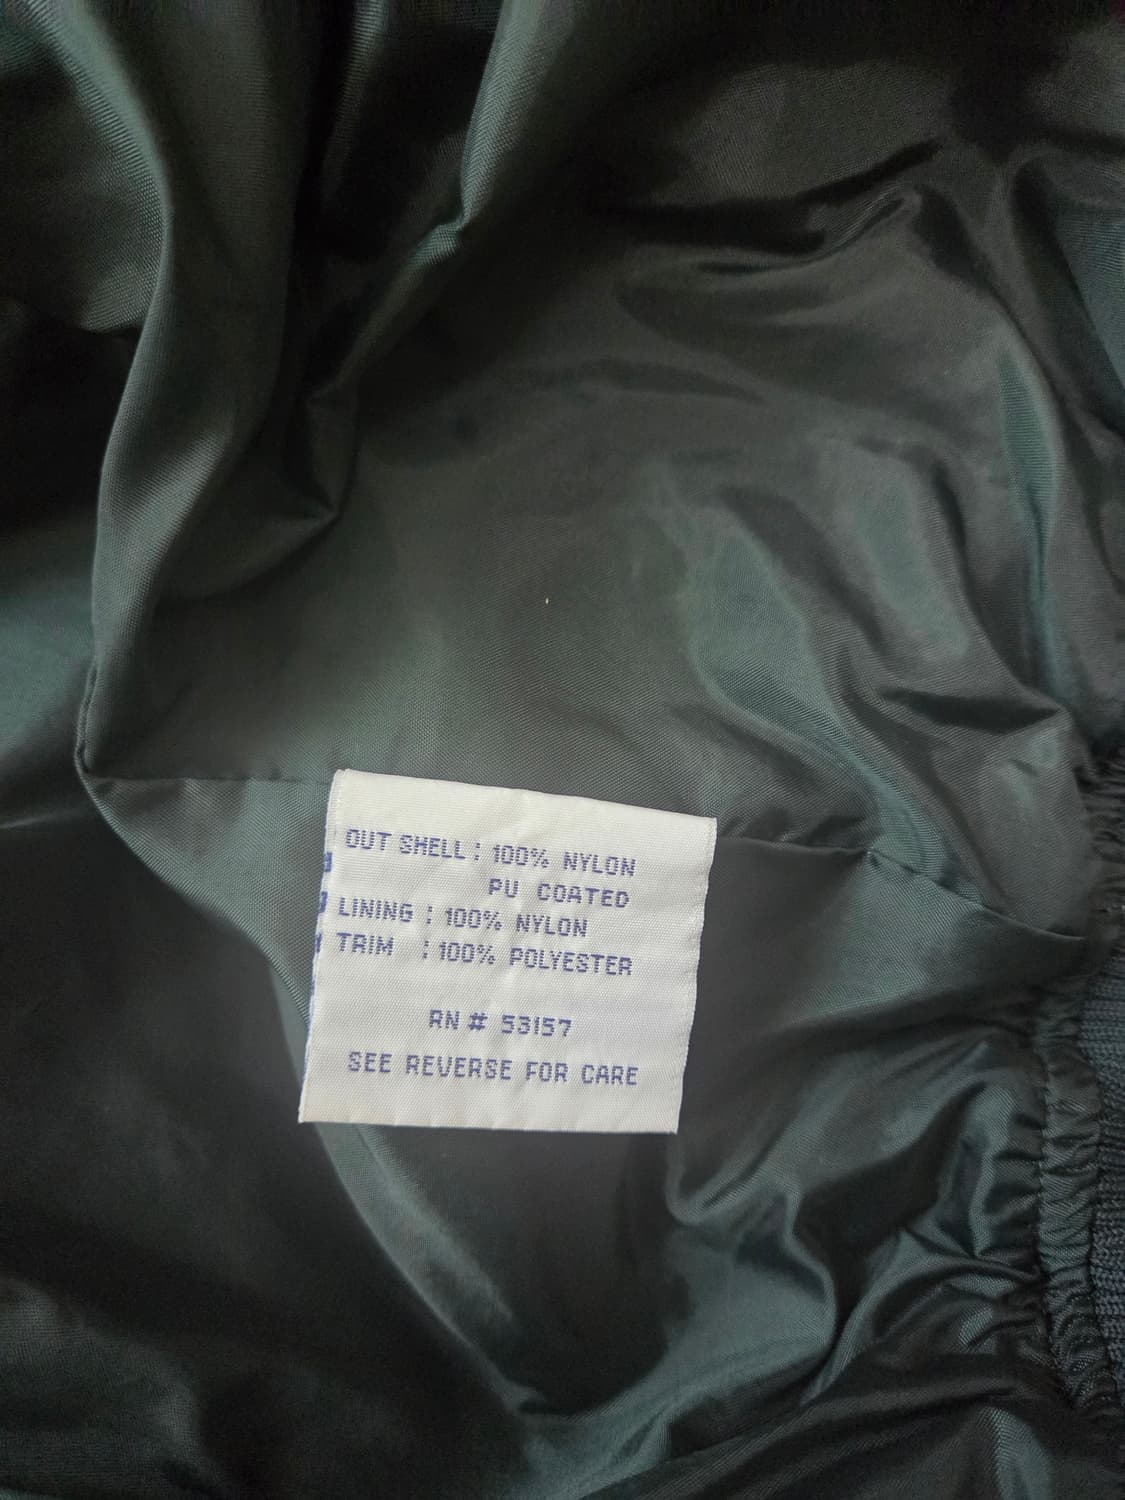 OUT SHELL : 100% NYLON
PU COATED
LINING : 100% NYLON
TRIM : 100% POLYESTER
RN # 53157
SEE REVERSE FOR CARE